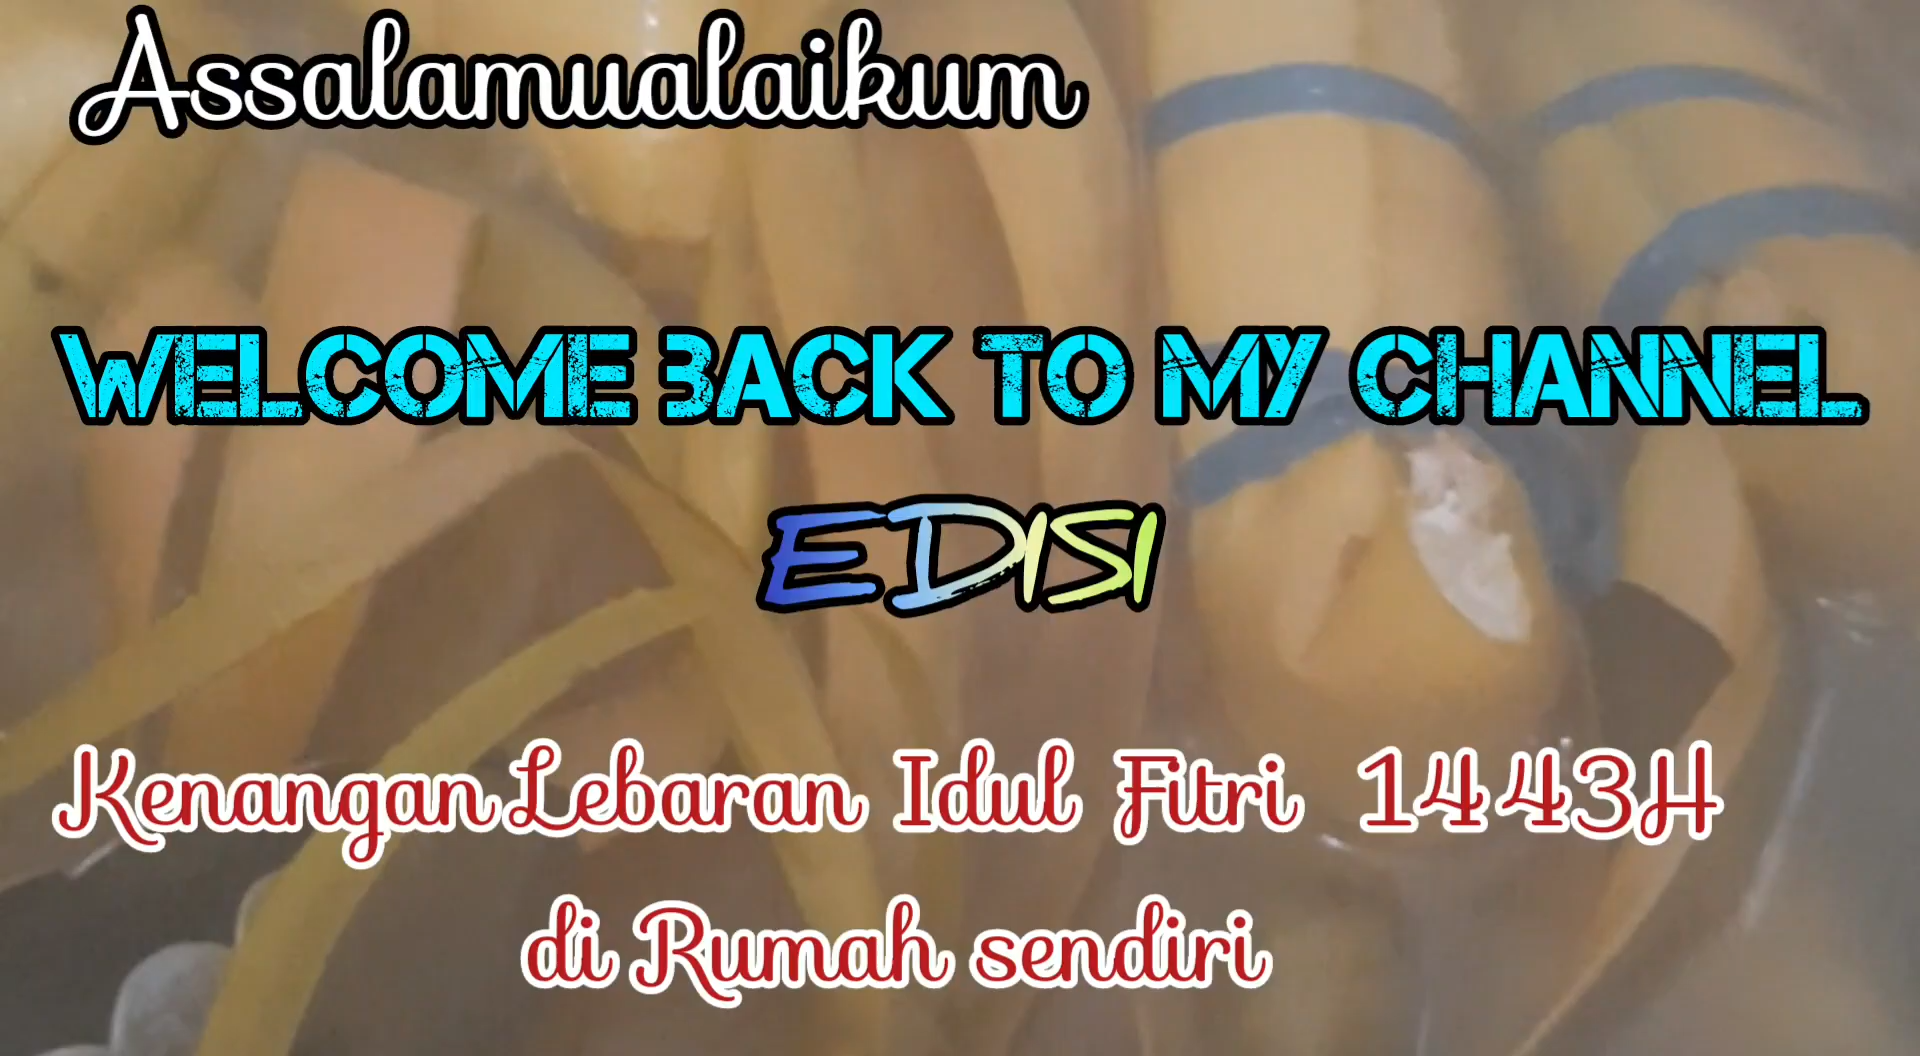 Assalamualaikum
WELCOME BACK TO MY CHANNEL
EDISI
Kenangan Lebaran Idul Fitri 1443H
di Rumah sendiri